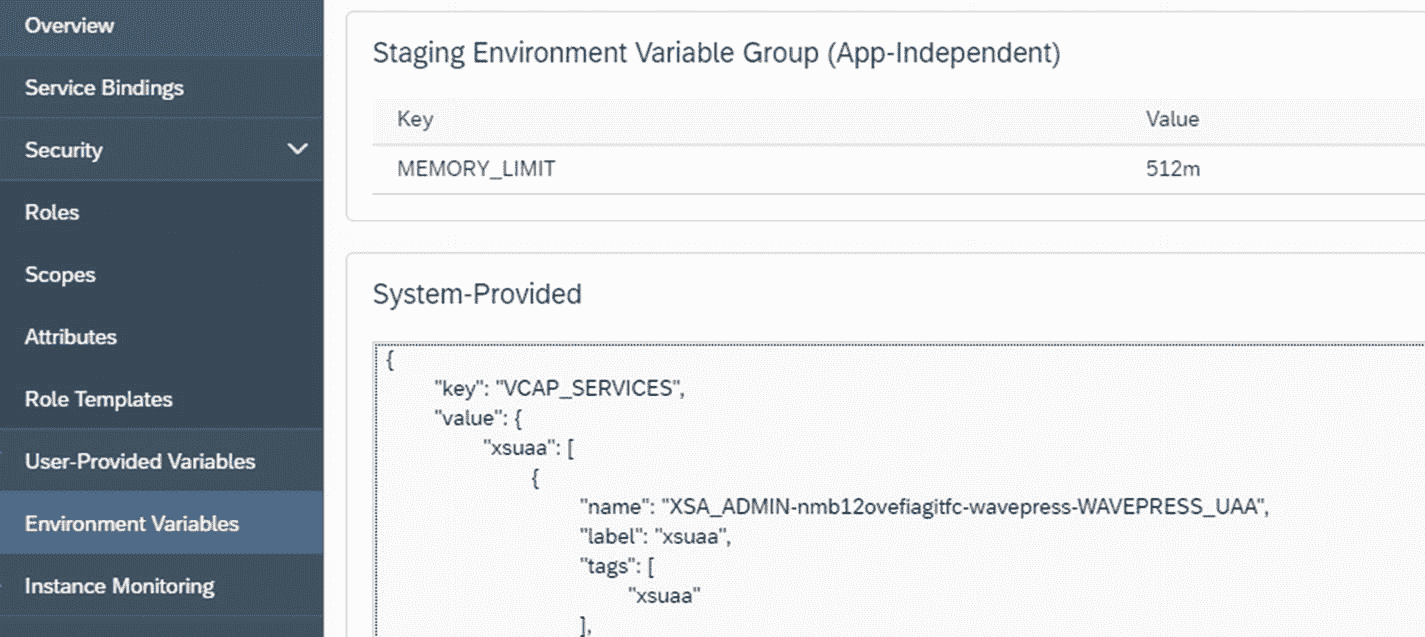 Overview
Service Bindings
Security
Roles
Scopes
Attributes
Role Templates
User-Provided Variables
Environment Variables
Instance Monitoring
Staging Environment Variable Group (App-Independent)
Key Value
MEMORY_LIMIT 512m
System-Provided
{
"key": "VCAP_SERVICES",
"value": {
"xsuaa": [
{
"name": "XSA_ADMIN-nmb12ovefiagitfc-wavepress-WAVEPRESS_UAA",
"label": "xsuaa",
"tags": [
"xsuaa"
],